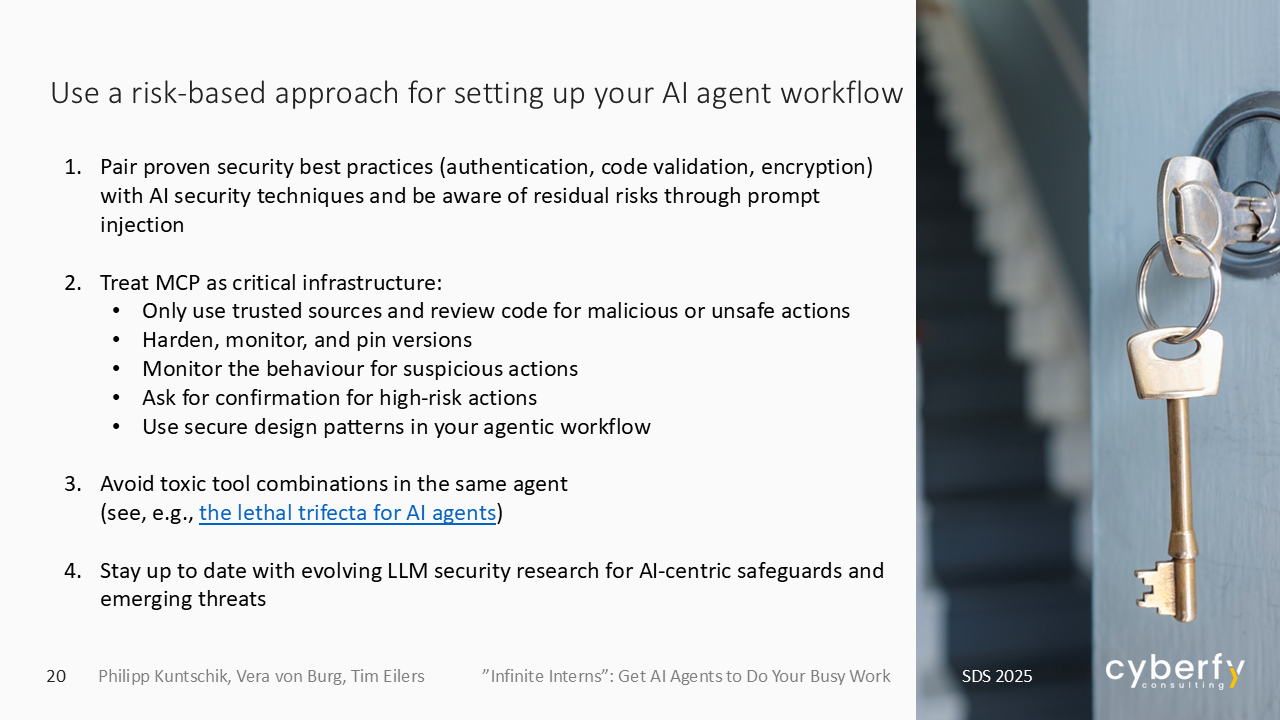 Use a risk-based approach for setting up your AI agent workflow
1. Pair proven security best practices (authentication, code validation, encryption)
with AI security techniques and be aware of residual risks through prompt
injection
2. Treat MCP as critical infrastructure:
• Only use trusted sources and review code for malicious or unsafe actions
• Harden, monitor, and pin versions
• Monitor the behaviour for suspicious actions
• Ask for confirmation for high-risk actions
• Use secure design patterns in your agentic workflow
3. Avoid toxic tool combinations in the same agent
(see, e.g., the lethal trifecta for AI agents)
4. Stay up to date with evolving LLM security research for AI-centric safeguards and
emerging threats
20 Philipp Kuntschik, Vera von Burg, Tim Eilers ”Infinite Interns”: Get AI Agents to Do Your Busy Work SDS 2025
cyberfy
consulting